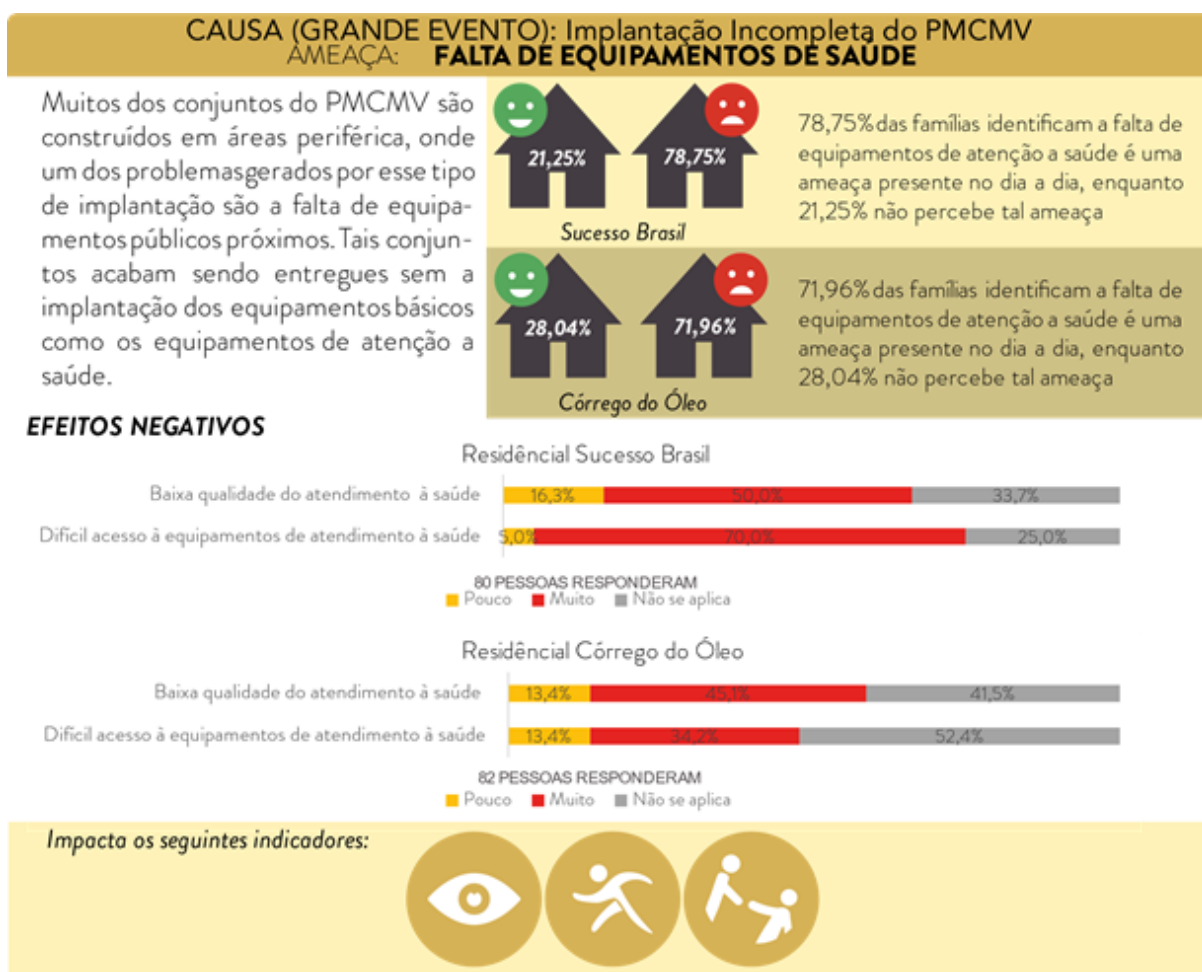 CAUSA (GRANDE EVENTO): Implantação Incompleta do PMCMV
AMEAÇA: FALTA DE EQUIPAMENTOS DE SAÚDE
Muitos dos conjuntos do PMCMV são
construídos em áreas periférica, onde
um dos problemas gerados por esse tipo
de implantação são a falta de equipa-
mentos públicos próximos. Tais conjun-
tos acabam sendo entregues sem a
implantação dos equipamentos básicos
como os equipamentos de atenção a
saúde.
21,25% 78,75%
Sucesso Brasil
78,75% das famílias identificam a falta de
equipamentos de atenção a saúde é uma
ameaça presente no dia a dia, enquanto
21,25% não percebe tal ameaça
28,04% 71,96%
Córrego do Óleo
71,96% das famílias identificam a falta de
equipamentos de atenção a saúde é uma
ameaça presente no dia a dia, enquanto
28,04% não percebe tal ameaça
EFEITOS NEGATIVOS
Residêncial Sucesso Brasil
Baixa qualidade do atendimento à saúde 16,3% 50,0% 33,7%
Difícil acesso à equipamentos de atendimento à saúde 5,0% 70,0% 25,0%
80 PESSOAS RESPONDERAM
Pouco Muito Não se aplica
Residêncial Córrego do Óleo
Baixa qualidade do atendimento à saúde 13,4% 45,1% 41,5%
Difícil acesso à equipamentos de atendimento à saúde 13,4% 34,2% 52,4%
82 PESSOAS RESPONDERAM
Pouco Muito Não se aplica
Impacta os seguintes indicadores: